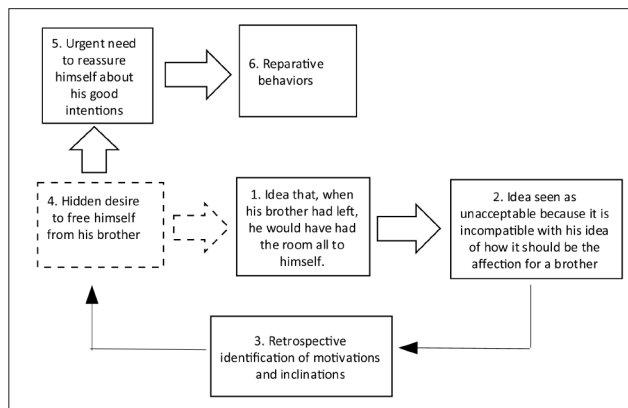 5. Urgent need
to reassure
himself about
his good
intentions
6. Reparative
behaviors
4. Hidden desire
to free himself
from his brother
1. Idea that, when
his brother had left,
he would have had
the room all to
himself.
2. Idea seen as
unacceptable because it is
incompatible with his idea
of how it should be the
affection for a brother
3. Retrospective
identification of motivations
and inclinations